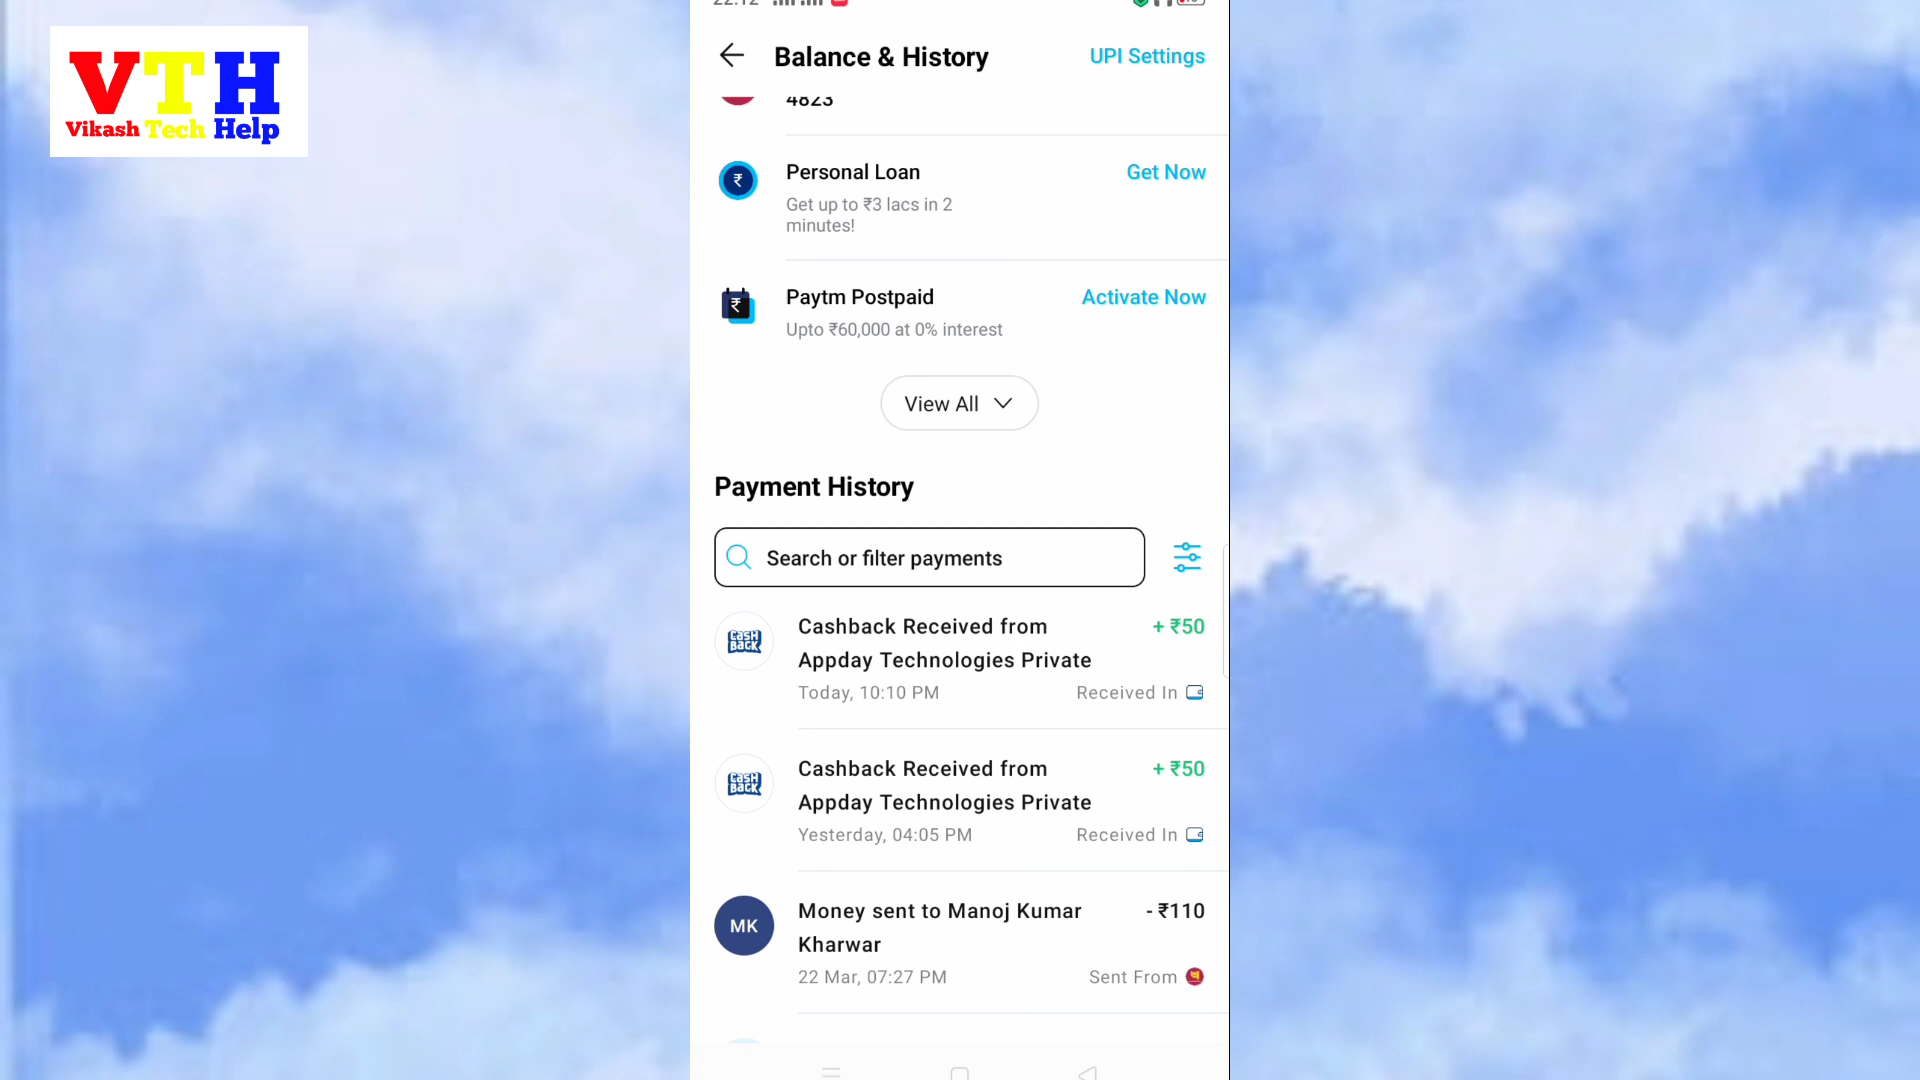 VTH
Vikash Tech Help
22:12
Balance & History
UPI Settings
4823
Personal Loan
Get Now
Get up to ₹3 lacs in 2
minutes!
Paytm Postpaid
Activate Now
Upto ₹60,000 at 0% interest
View All
Payment History
Search or filter payments
CASH
BACK
Cashback Received from
+ ₹50
Appday Technologies Private
Today, 10:10 PM
Received In
CASH
BACK
Cashback Received from
+ ₹50
Appday Technologies Private
Yesterday, 04:05 PM
Received In
MK
Money sent to Manoj Kumar
- ₹110
Kharwar
22 Mar, 07:27 PM
Sent From